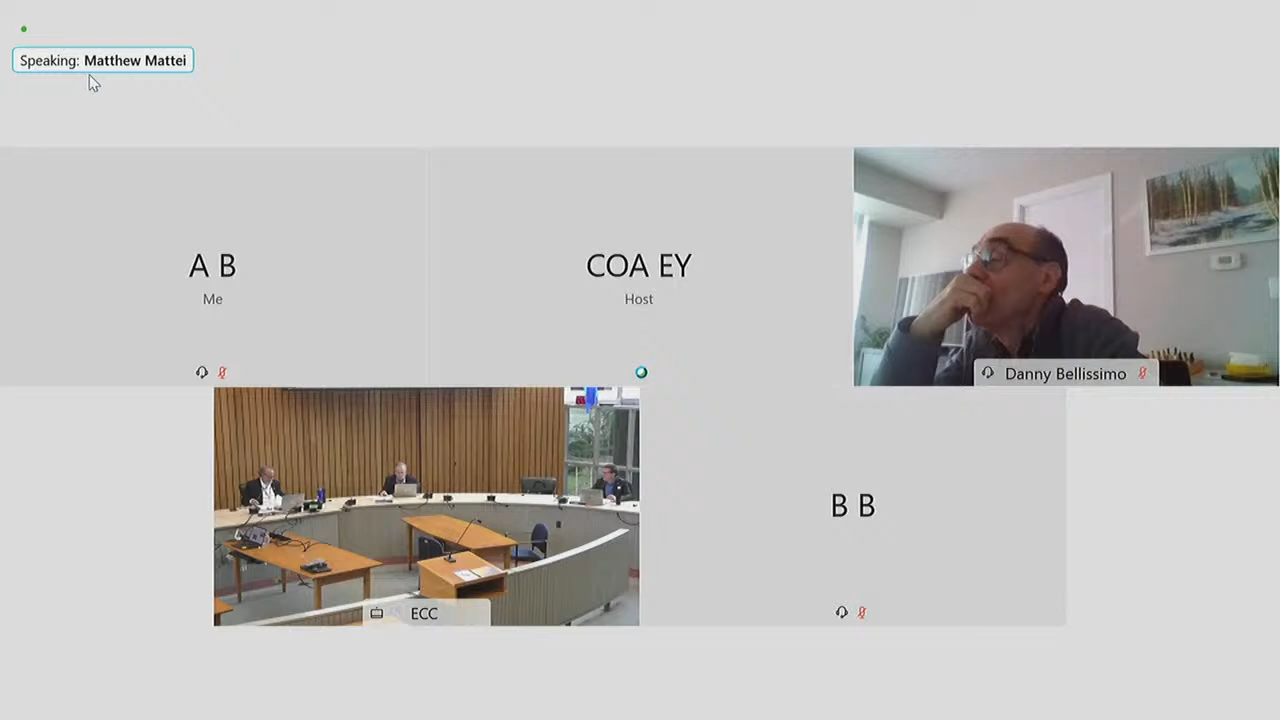 Speaking: Matthew Mattei
A B
Me
COA EY
Host
Danny Bellissimo
ECC
B B